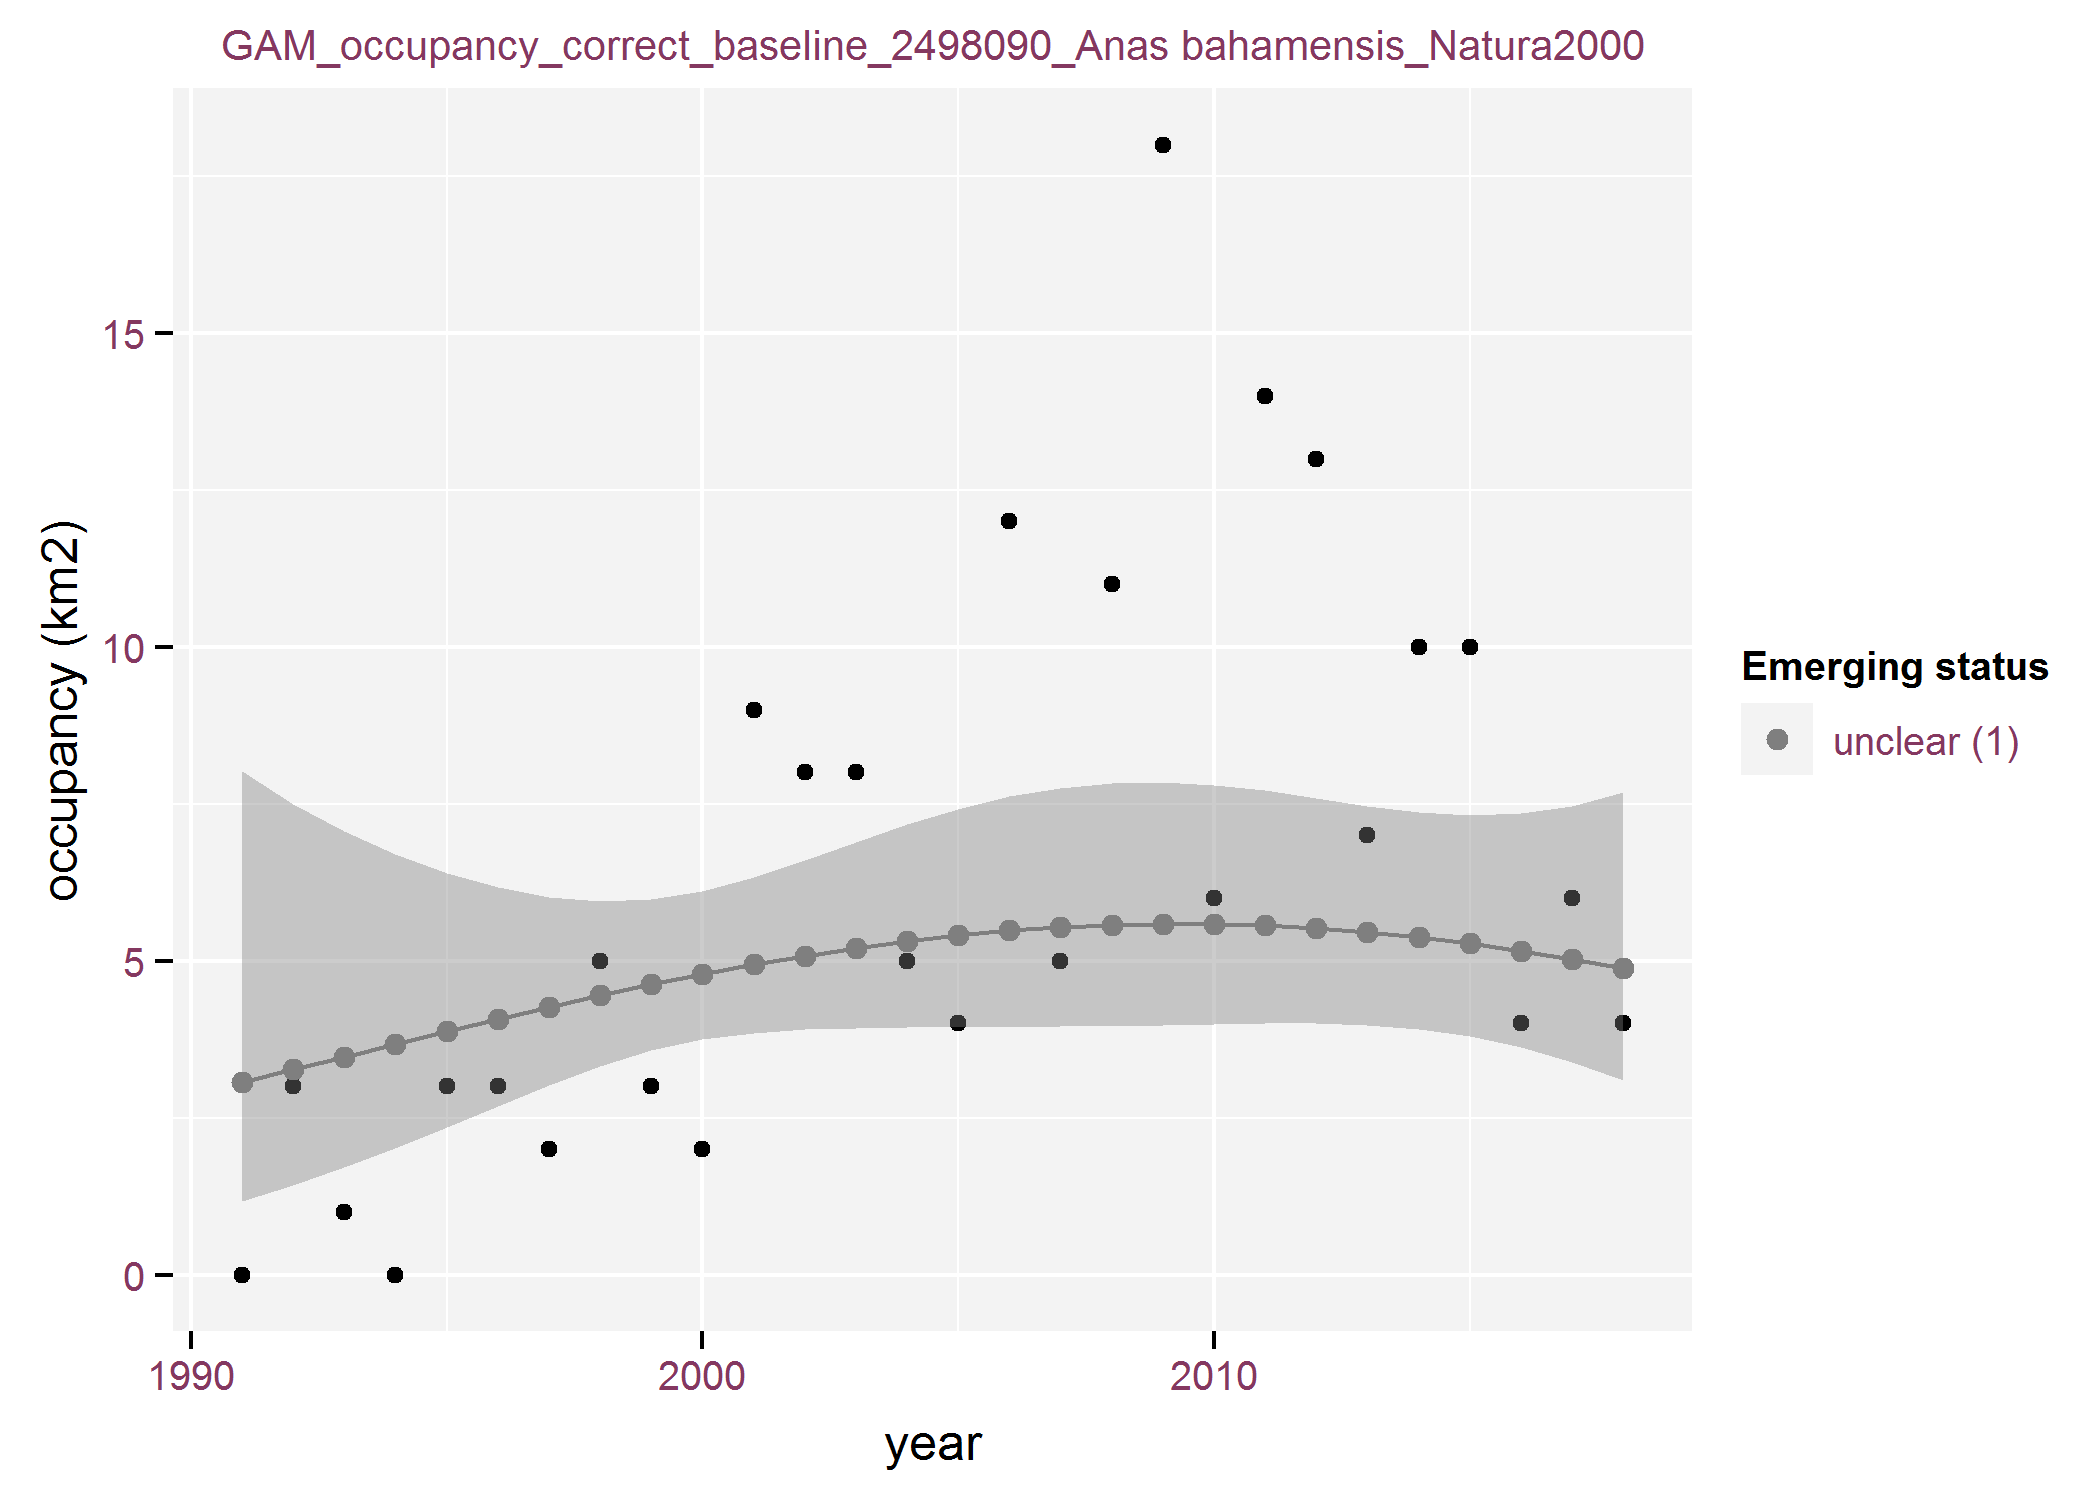 GAM_occupancy_correct_baseline_2498090_Anas bahamensis_Natura2000
occupancy (km2)
15
10
5
0
1990
2000
2010
year
Emerging status
unclear (1)